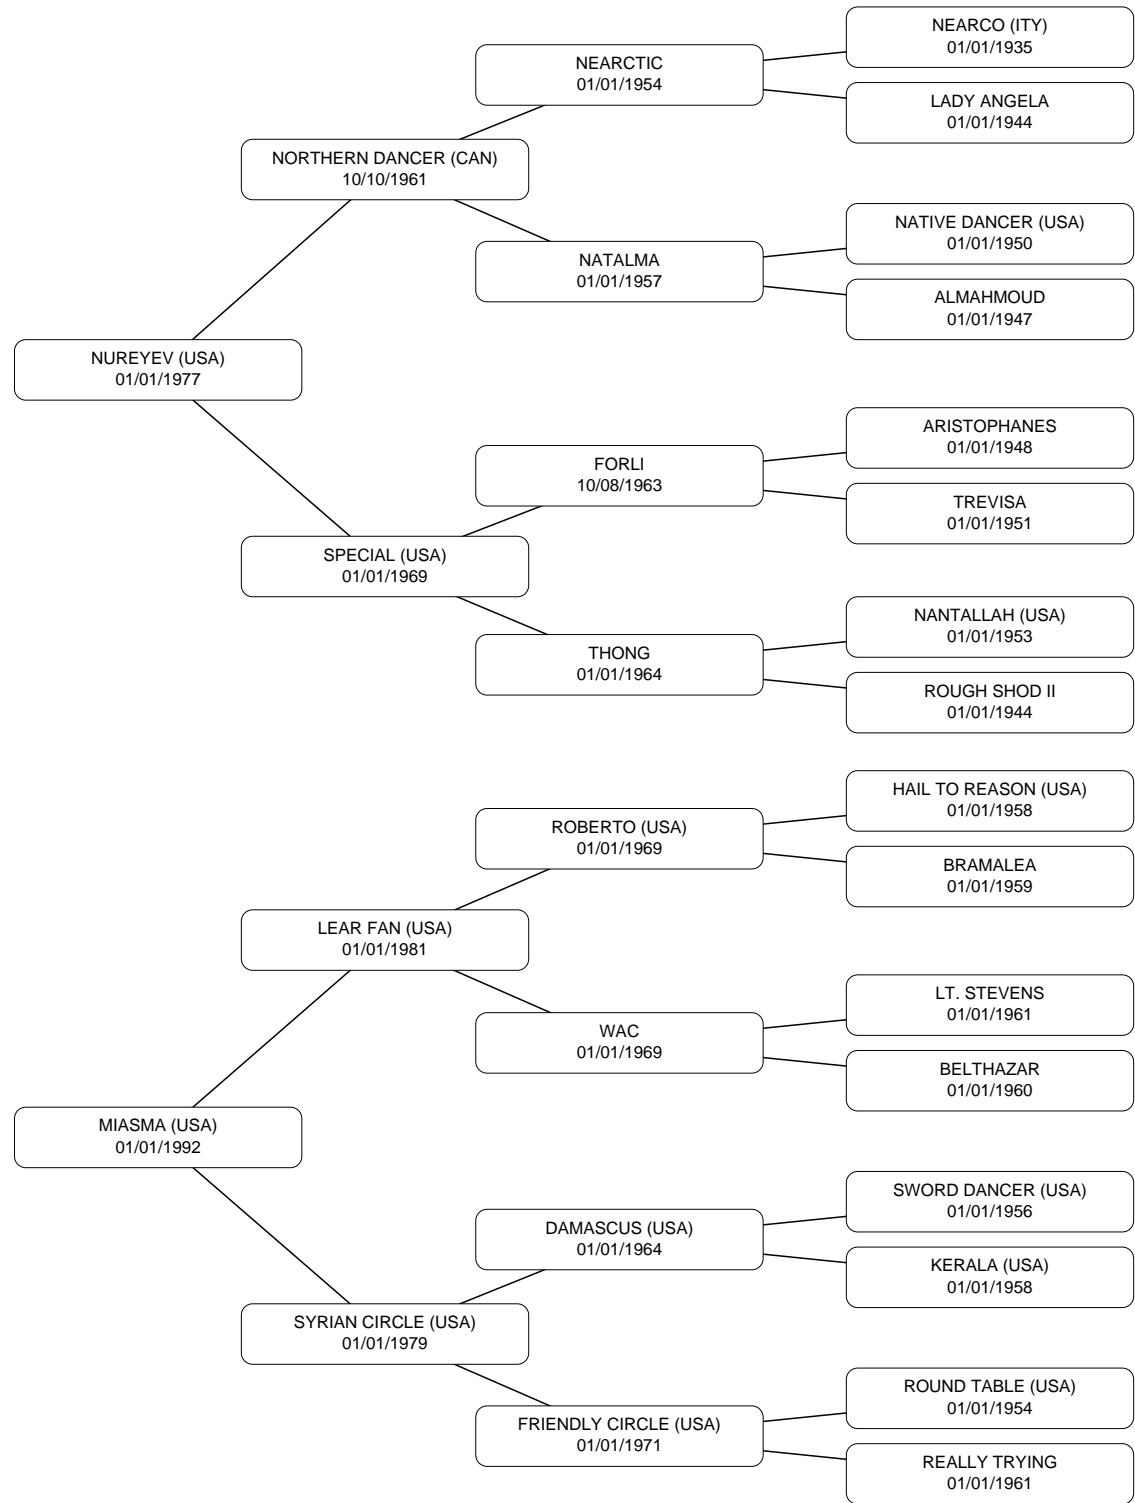 NEARCO (ITY)
01/01/1935
NEARCTIC
01/01/1954
LADY ANGELA
01/01/1944
NORTHERN DANCER (CAN)
10/10/1961
NATIVE DANCER (USA)
01/01/1950
NATALMA
01/01/1957
ALMAHMOUD
01/01/1947
NUREYEV (USA)
01/01/1977
ARISTOPHANES
01/01/1948
FORLI
10/08/1963
TREVISA
01/01/1951
SPECIAL (USA)
01/01/1969
NANTALLAH (USA)
01/01/1953
THONG
01/01/1964
ROUGH SHOD II
01/01/1944
HAIL TO REASON (USA)
01/01/1958
ROBERTO (USA)
01/01/1969
BRAMALEA
01/01/1959
LEAR FAN (USA)
01/01/1981
LT. STEVENS
01/01/1961
WAC
01/01/1969
BELTHAZAR
01/01/1960
MIASMA (USA)
01/01/1992
SWORD DANCER (USA)
01/01/1956
DAMASCUS (USA)
01/01/1964
KERALA (USA)
01/01/1958
SYRIAN CIRCLE (USA)
01/01/1979
ROUND TABLE (USA)
01/01/1954
FRIENDLY CIRCLE (USA)
01/01/1971
REALLY TRYING
01/01/1961